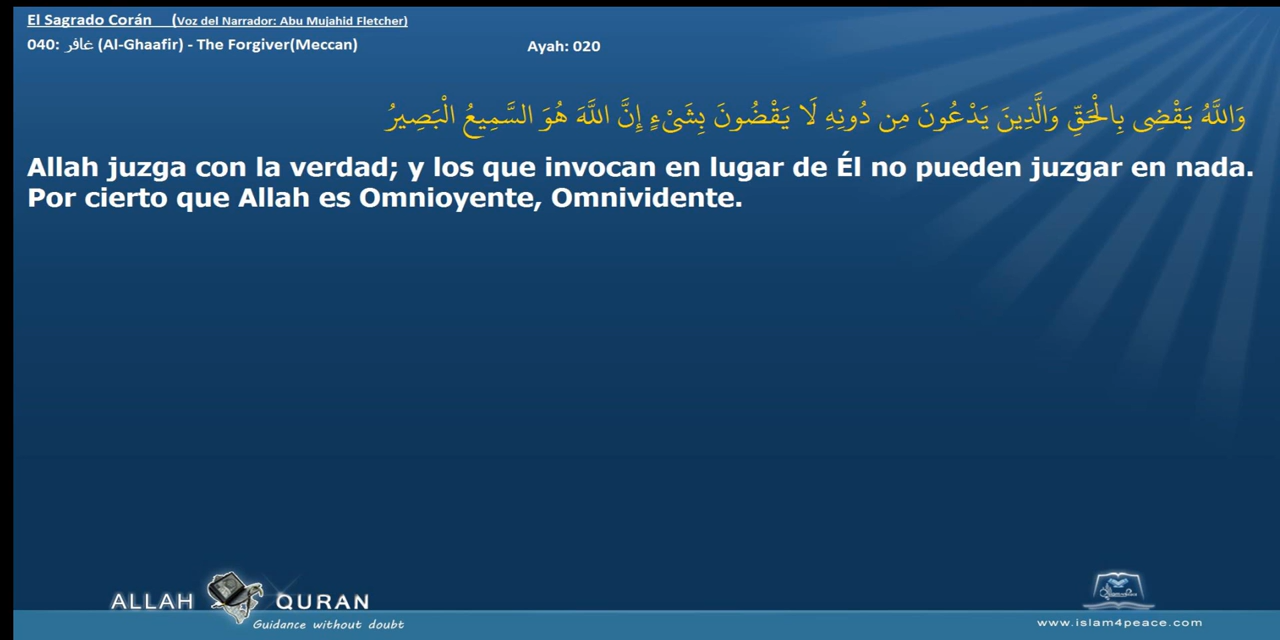 El Sagrado Corán (Voz del Narrador: Abu Mujahid Fletcher)
040: غافر (Al-Ghaafir) - The Forgiver(Meccan) Ayah: 020
وَاللَّهُ يَقْضِى بِالْحَقِّ وَالَّذِينَ يَدْعُونَ مِن دُونِهِ لَا يَقْضُونَ بِشَىْءٍ إِنَّ اللَّهَ هُوَ السَّمِيعُ الْبَصِيرُ
Allah juzga con la verdad; y los que invocan en lugar de Él no pueden juzgar en nada.
Por cierto que Allah es Omnioyente, Omnividente.
ALLAH QURAN
Guidance without doubt
www.islam4peace.com